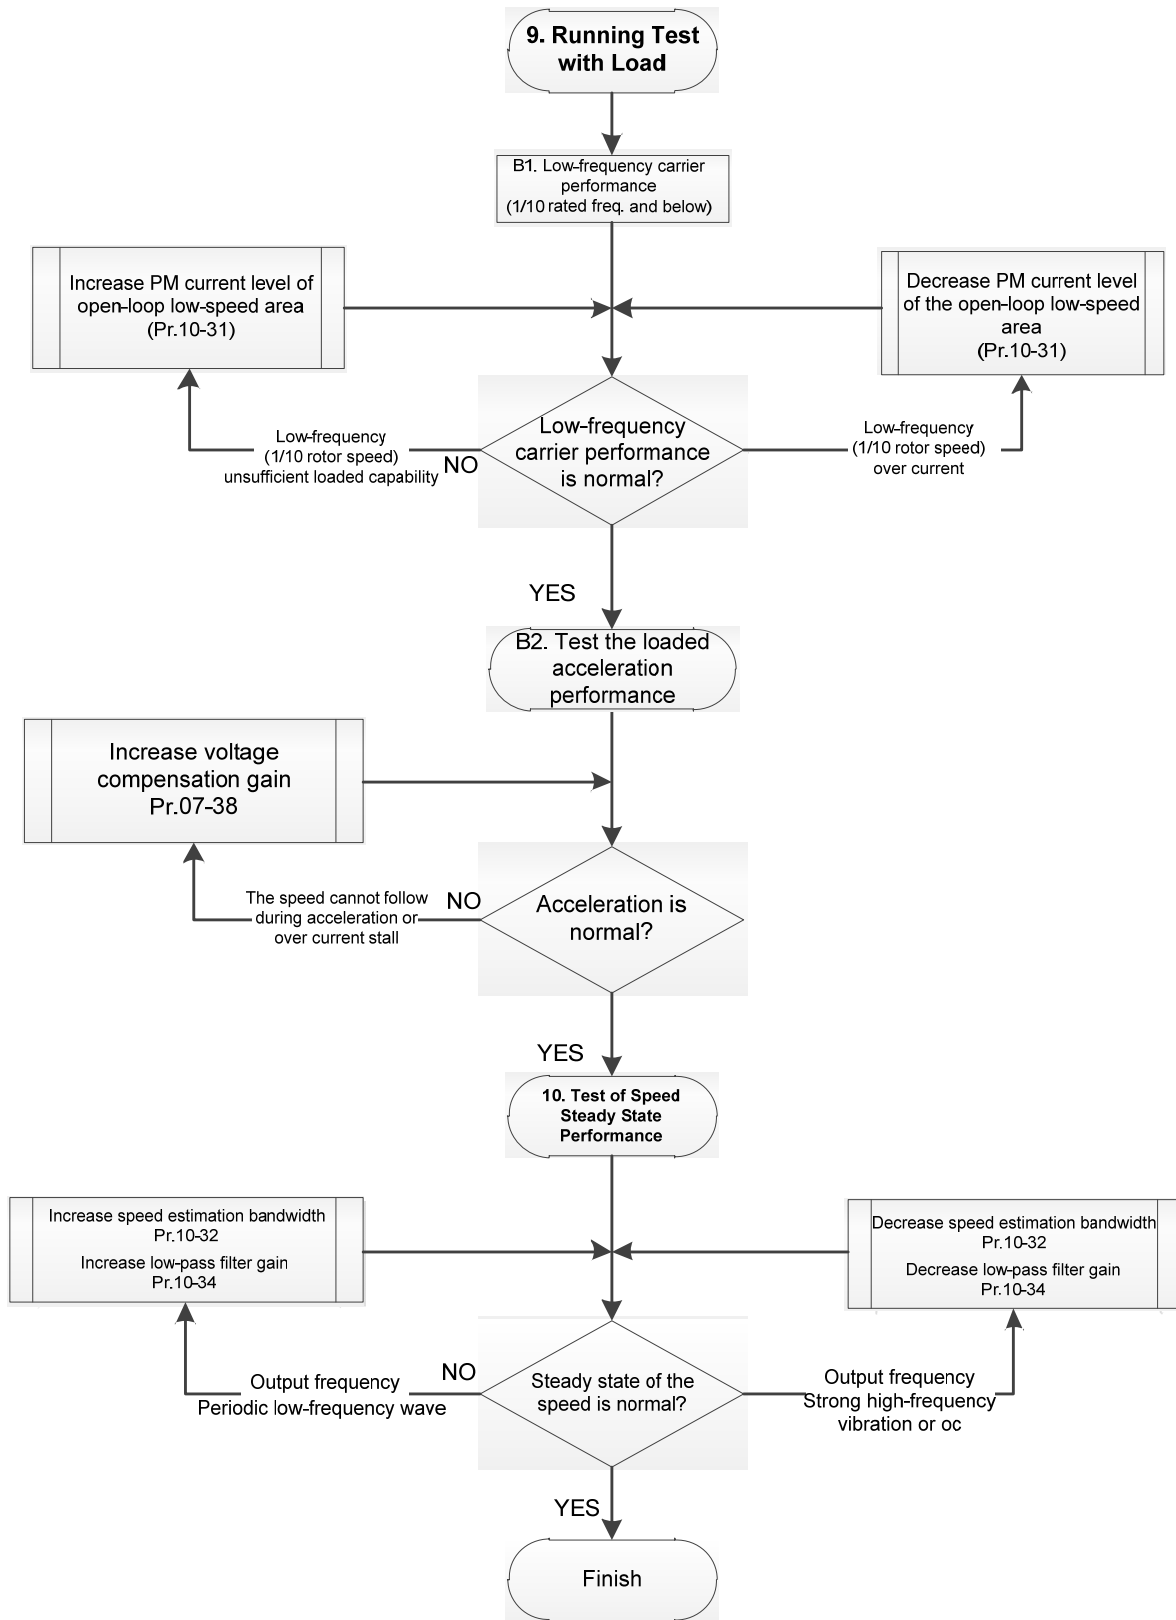 9. Running Test
with Load
B1. Low-frequency carrier
performance
(1/10 rated freq. and below)
Increase PM current level of
open-loop low-speed area
(Pr.10-31)
Decrease PM current level
of the open-loop low-speed
area
(Pr.10-31)
Low-frequency
carrier performance
is normal?
Low-frequency
(1/10 rotor speed)
unsufficient loaded capability
NO
Low-frequency
(1/10 rotor speed)
over current
YES
B2. Test the loaded
acceleration
performance
Increase voltage
compensation gain
Pr.07-38
The speed cannot follow
during acceleration or
over current stall
NO
Acceleration is
normal?
YES
10. Test of Speed
Steady State
Performance
Increase speed estimation bandwidth
Pr.10-32
Increase low-pass filter gain
Pr.10-34
Decrease speed estimation bandwidth
Pr.10-32
Decrease low-pass filter gain
Pr.10-34
Output frequency
Periodic low-frequency wave
NO
Steady state of the
speed is normal?
Output frequency
Strong high-frequency
vibration or oc
YES
Finish